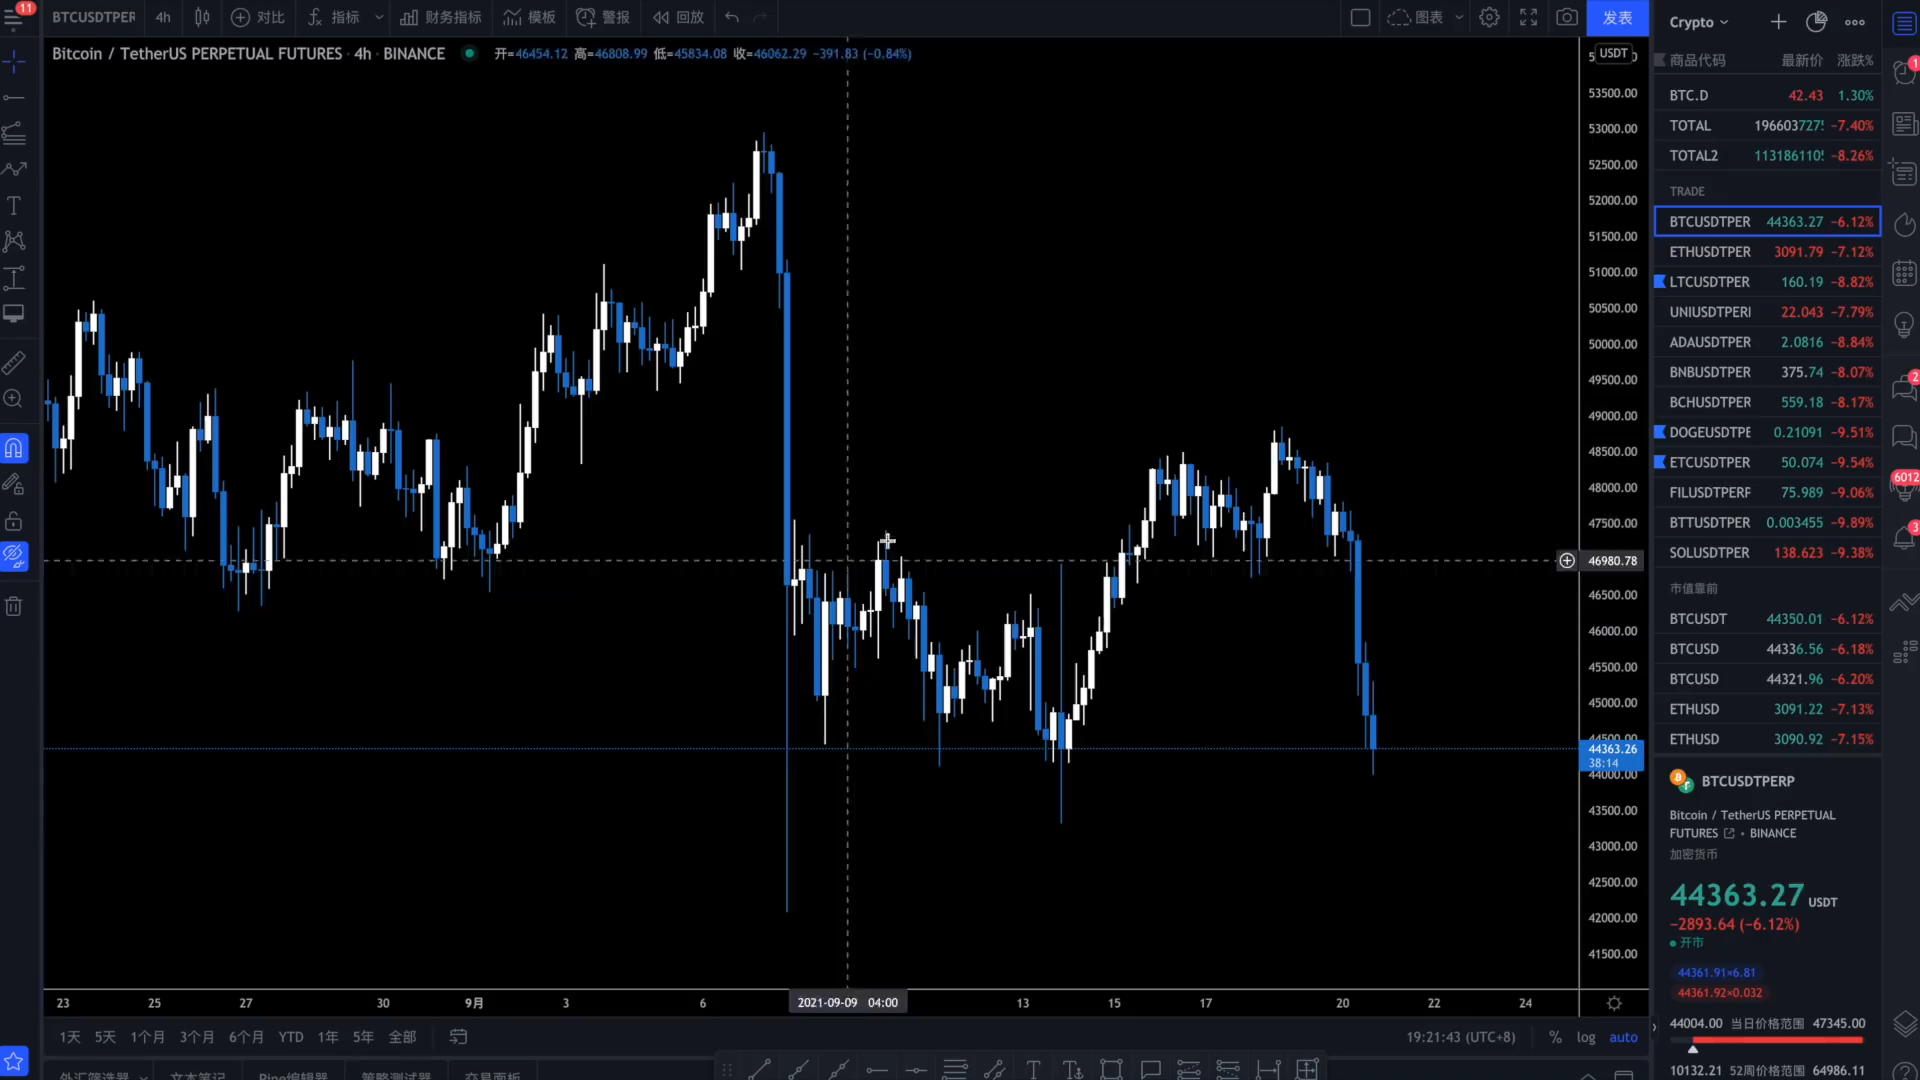 11
BTCUSDTPER 4h 对比 指标 财务指标 模板 警报 回放 图表 发表
Bitcoin / TetherUS PERPETUAL FUTURES · 4h · BINANCE 开=46454.12 高=46808.99 低=45834.08 收=46062.29 −391.83 (−0.84%)
USDT
53500.00
53000.00
52500.00
52000.00
51500.00
51000.00
50500.00
50000.00
49500.00
49000.00
48500.00
48000.00
47500.00
46980.78
46500.00
46000.00
45500.00
45000.00
44500.00
44363.26
38:14
44000.00
43500.00
43000.00
42500.00
42000.00
41500.00
23 25 27 30 9月 3 6 2021-09-09 04:00 13 15 17 20 22 24
1天 5天 1个月 3个月 6个月 YTD 1年 5年 全部 19:21:43 (UTC+8) % log auto
外汇筛选器 文本笔记 Pine编辑器 策略测试器 交易面板
Crypto
商品代码 最新价 涨跌%
BTC.D 42.43 1.30%
TOTAL 196603727 −7.40%
TOTAL2 113186110 −8.26%
TRADE
BTCUSDTPER 44363.27 −6.12%
ETHUSDTPER 3091.79 −7.12%
LTCUSDTPER 160.19 −8.82%
UNIUSDTPERI 22.043 −7.79%
ADAUSDTPER 2.0816 −8.84%
BNBUSDTPER 375.74 −8.07%
BCHUSDTPER 559.18 −8.17%
DOGEUSDTPE 0.21091 −9.51%
ETCUSDTPER 50.074 −9.54%
FILUSDTPERF 75.989 −9.06%
BTTUSDTPER 0.003455 −9.89%
SOLUSDTPER 138.623 −9.38%
市值靠前
BTCUSDT 44350.01 −6.12%
BTCUSD 44336.56 −6.18%
BTCUSD 44321.96 −6.20%
ETHUSD 3091.22 −7.13%
ETHUSD 3090.92 −7.15%
BTCUSDTPERP
Bitcoin / TetherUS PERPETUAL
FUTURES • BINANCE
加密货币
44363.27 USDT
−2893.64 (−6.12%)
开市
44361.91×6.81
44361.92×0.032
44004.00 当日价格范围 47345.00
10132.21 52周价格范围 64986.11
1
2
6012
3